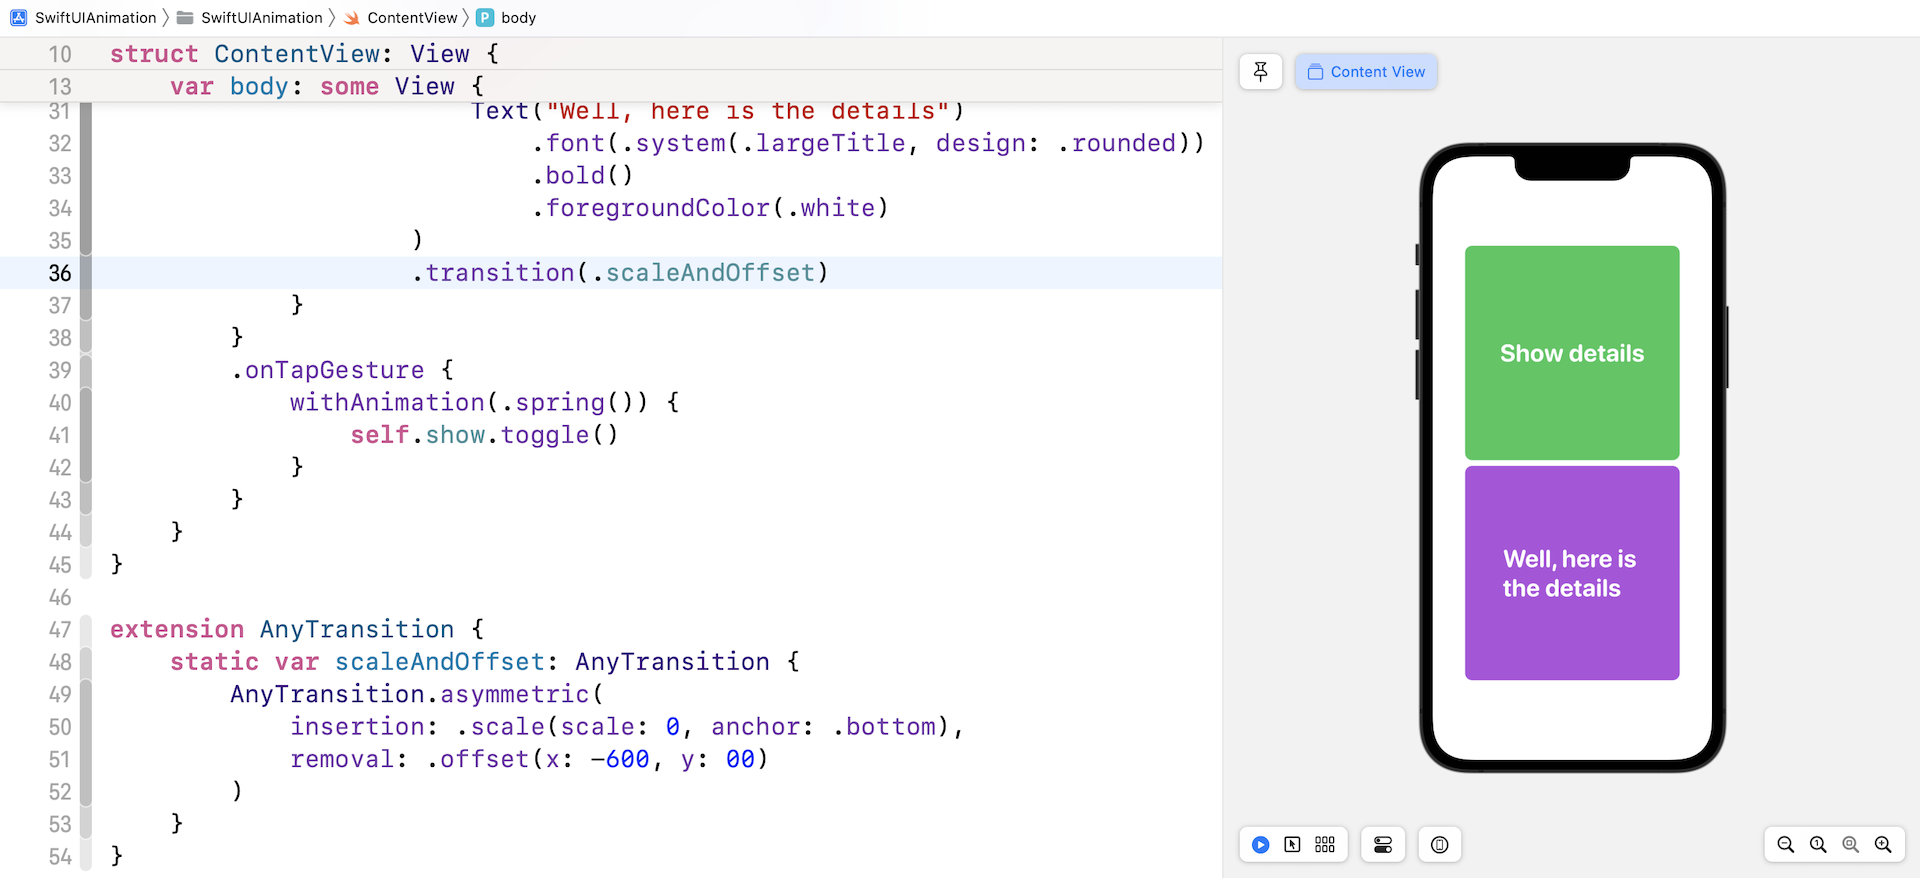 SwiftUIAnimation 〉 SwiftUIAnimation 〉 ContentView 〉 P body
10 struct ContentView: View {
13     var body: some View {
31                         Text("Well, here is the details")
32                             .font(.system(.largeTitle, design: .rounded))
33                             .bold()
34                             .foregroundColor(.white)
35                     )
36                     .transition(.scaleAndOffset)
37             }
38         }
39         .onTapGesture {
40             withAnimation(.spring()) {
41                 self.show.toggle()
42             }
43         }
44     }
45 }
46
47 extension AnyTransition {
48     static var scaleAndOffset: AnyTransition {
49         AnyTransition.asymmetric(
50             insertion: .scale(scale: 0, anchor: .bottom),
51             removal: .offset(x: -600, y: 00)
52         )
53     }
54 }
Content View
Show details
Well, here is
the details